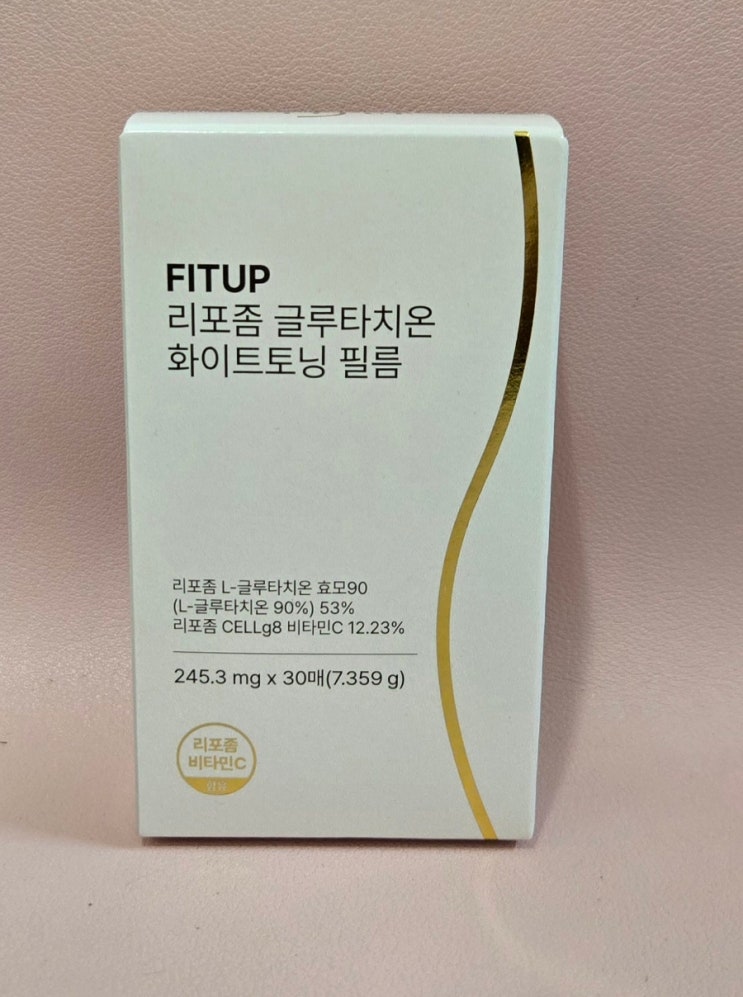 FITUP
리포좀 글루타치온
화이트토닝 필름
리포좀 L-글루타치온 효모90
(L-글루타치온 90%) 53%
리포좀 CELLg8 비타민C 12.23%
245.3 mg x 30매(7.359 g)
리포좀
비타민C
함유